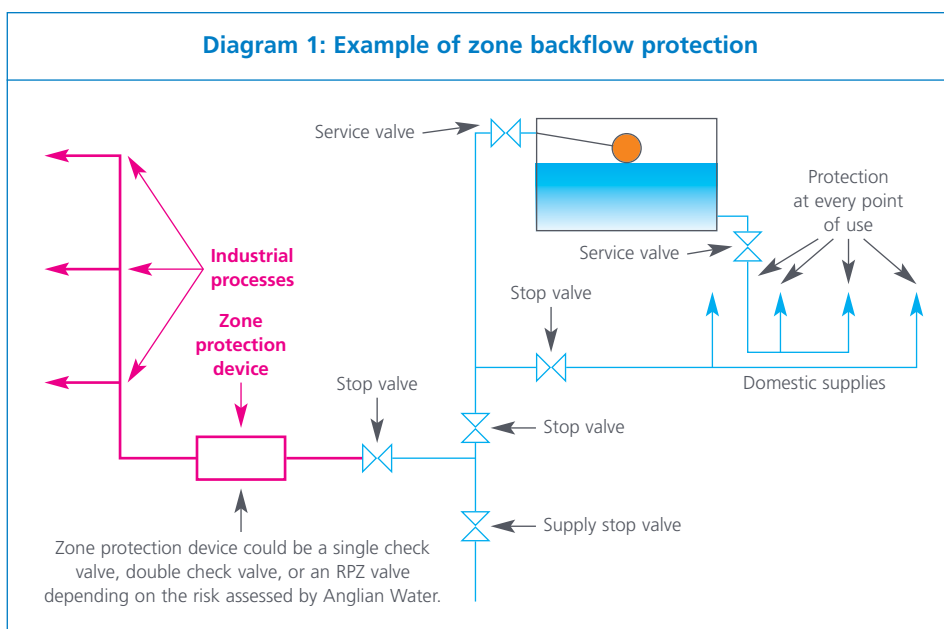 Diagram 1: Example of zone backflow protection
Service valve
Protection
at every point
of use
Service valve
Industrial
processes
Stop valve
Zone
protection
device
Stop valve
Domestic supplies
Stop valve
Supply stop valve
Zone protection device could be a single check
valve, double check valve, or an RPZ valve
depending on the risk assessed by Anglian Water.